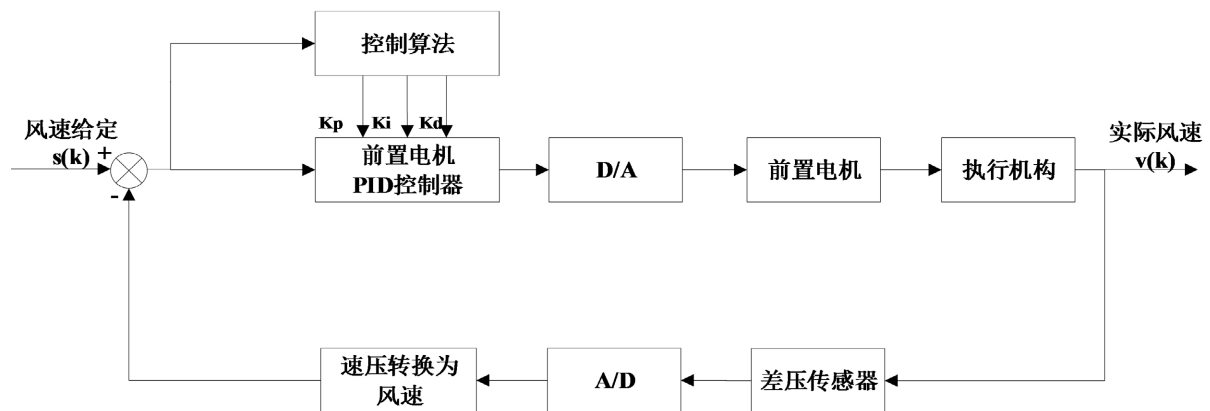 控制算法
Kp Ki Kd
风速给定
s(k) +
-
前置电机
PID控制器
D/A
前置电机
执行机构
实际风速
v(k)
速压转换为
风速
A/D
差压传感器